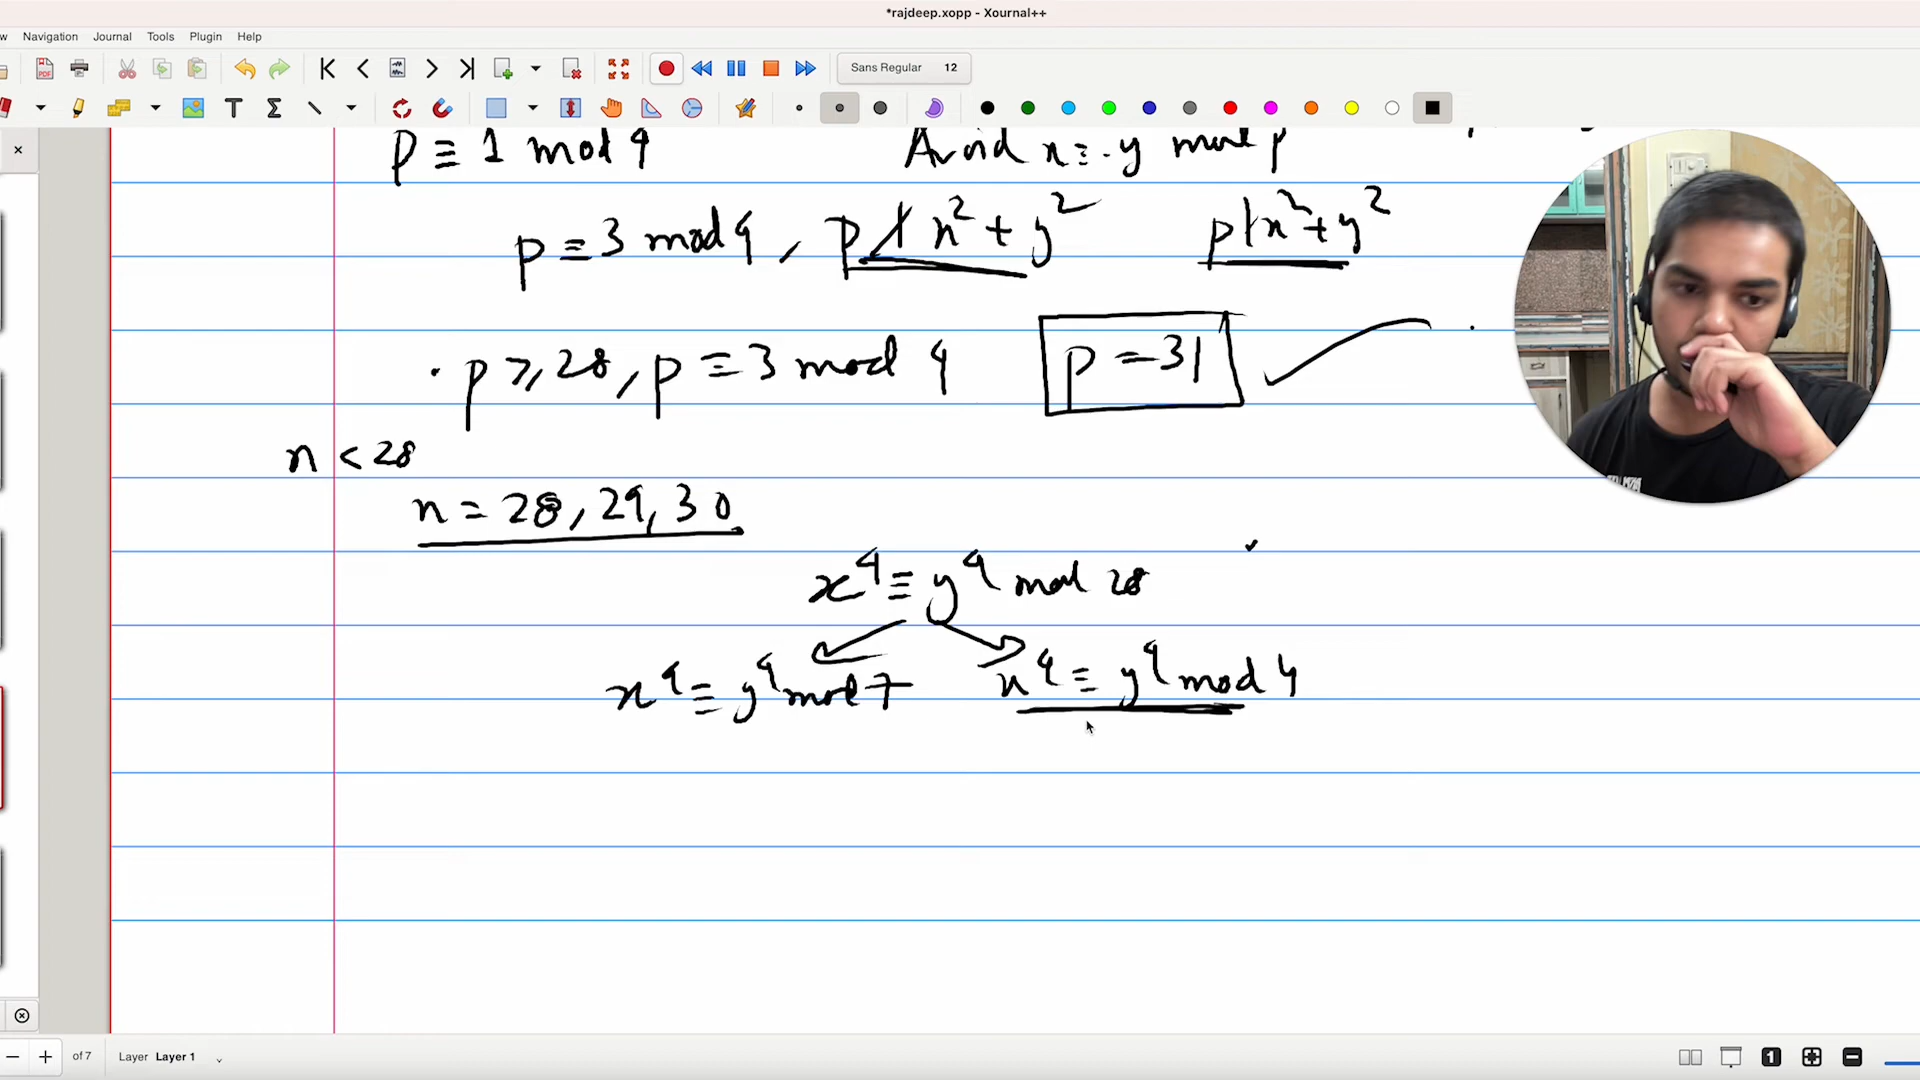 *rajdeep.xopp - Xournal++
w Navigation Journal Tools Plugin Help
Sans Regular 12
p ≡ 1 mod 4 Avoid x ≡ -y mod p
p ≡ 3 mod 4, p ∤ x² + y² p ∤ x² + y²
· p ≥ 28, p ≡ 3 mod 4 p = 31 ✓
n < 28
n = 28, 29, 30
x⁴ ≡ y⁴ mod 28
x⁴ ≡ y⁴ mod 7 x⁴ ≡ y⁴ mod 4
of 7 Layer Layer 1
1